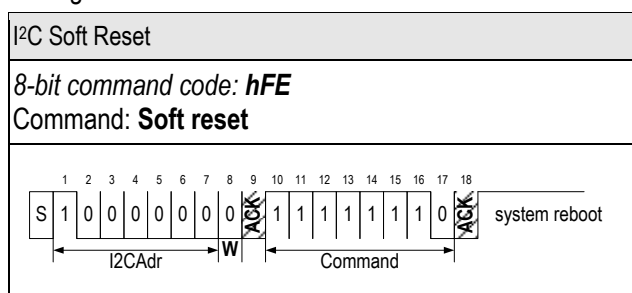 I²C Soft Reset
8-bit command code: hFE
Command: Soft reset
1 2 3 4 5 6 7 8 9 10 11 12 13 14 15 16 17 18
S 1 0 0 0 0 0 0 0 ACK 1 1 1 1 1 1 1 0 ACK system reboot
I2CAdr W Command